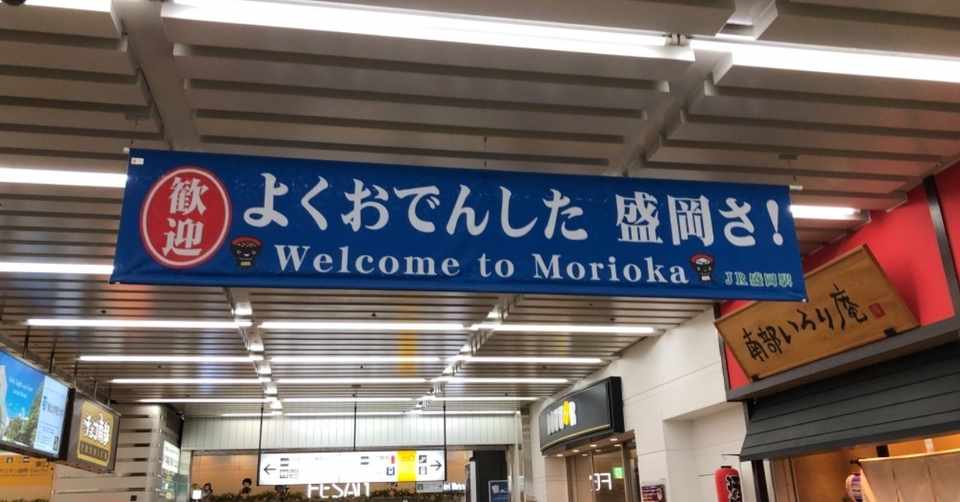 歓迎
よくおでんした 盛岡さ!
Welcome to Morioka
JR盛岡駅
南部いろり庵
FESAN